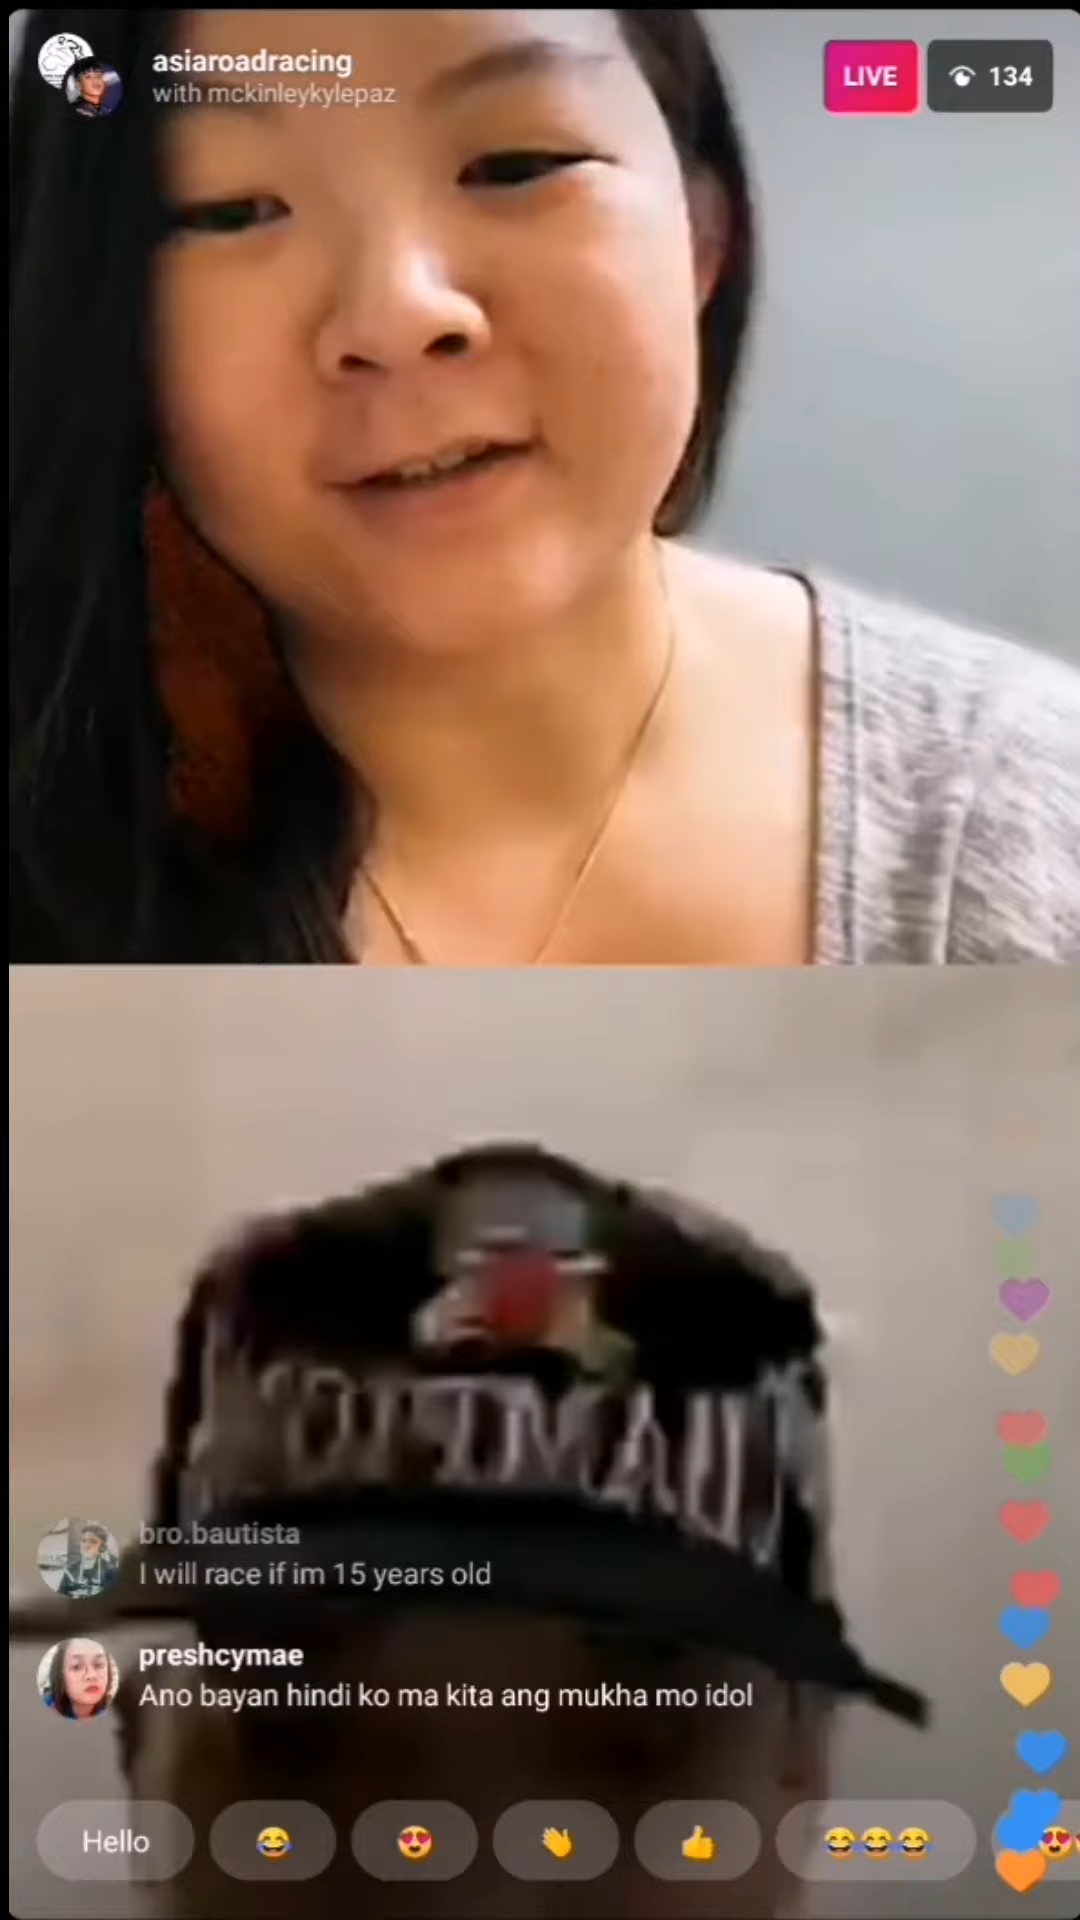 asiaroadracing
with mckinleykylepaz
LIVE
134
bro.bautista
I will race if im 15 years old
preshcymae
Ano bayan hindi ko ma kita ang mukha mo idol
Hello